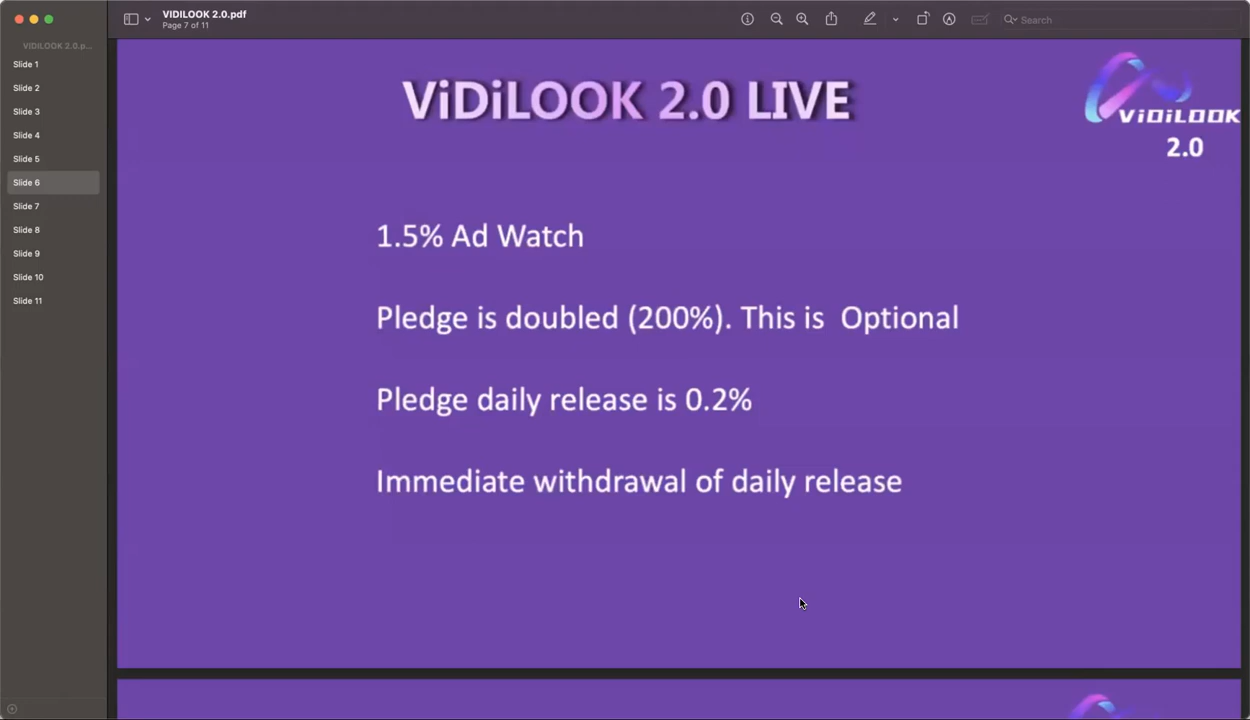 VIDILOOK 2.0.pdf
Page 7 of 11
Search
VIDILOOK 2.0.p...
Slide 1
Slide 2
Slide 3
Slide 4
Slide 5
Slide 6
Slide 7
Slide 8
Slide 9
Slide 10
Slide 11
ViDiLOOK 2.0 LIVE
ViDiLOOK
2.0
1.5% Ad Watch
Pledge is doubled (200%). This is Optional
Pledge daily release is 0.2%
Immediate withdrawal of daily release